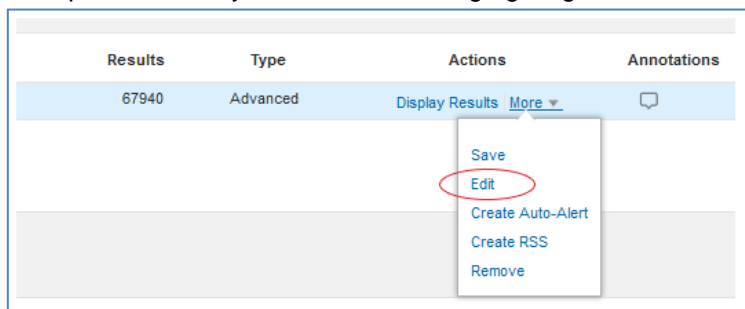 Results Type Actions Annotations
67940 Advanced Display Results More
Save
Edit
Create Auto-Alert
Create RSS
Remove